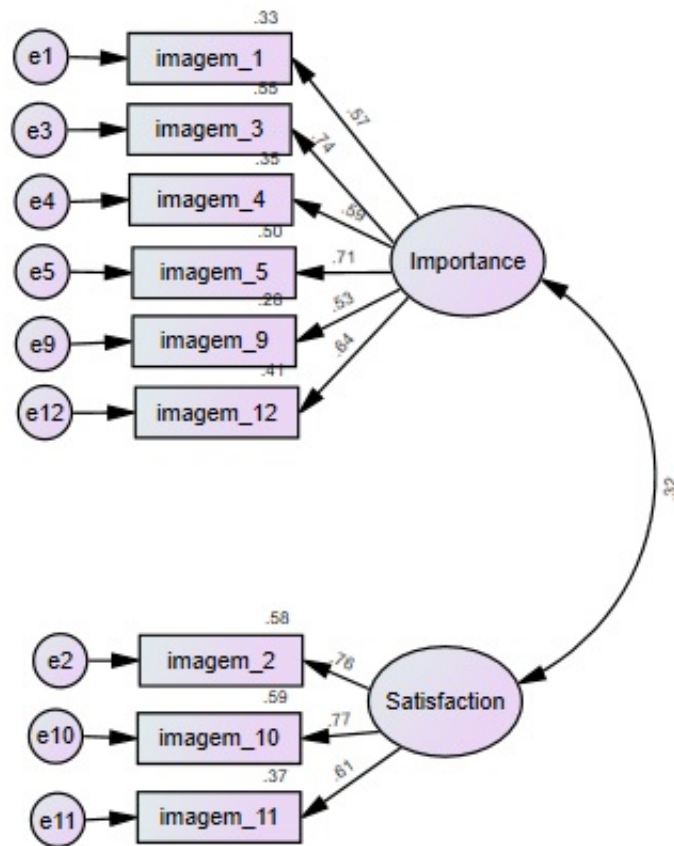 .33
e1 imagem_1
.57
.55
e3 imagem_3
.74
.35
e4 imagem_4
.59
.50
e5 imagem_5
.71
Importance
.28
e9 imagem_9
.53
.41
e12 imagem_12
.64
.32
.58
e2 imagem_2
.76
.59
e10 imagem_10
.77
Satisfaction
.37
e11 imagem_11
.61